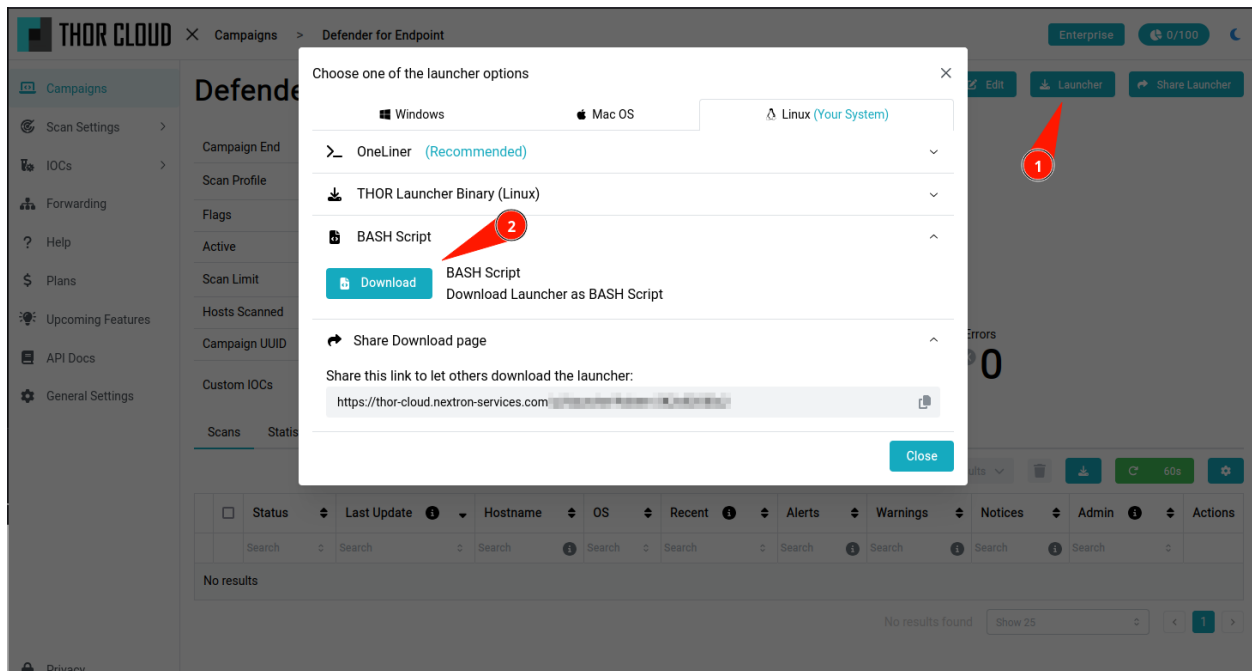 THOR CLOUD
Campaigns > Defender for Endpoint
Enterprise
0/100
Campaigns
Scan Settings
IOCs
Forwarding
Help
Plans
Upcoming Features
API Docs
General Settings
Privacy
Defende
Edit
Launcher
Share Launcher
1
Campaign End
Scan Profile
Flags
Active
Scan Limit
Hosts Scanned
Campaign UUID
Custom IOCs
Scans Statis
Choose one of the launcher options
Windows
Mac OS
Linux (Your System)
OneLiner (Recommended)
THOR Launcher Binary (Linux)
BASH Script
2
Download
BASH Script
Download Launcher as BASH Script
Share Download page
Share this link to let others download the launcher:
https://thor-cloud.nextron-services.com
Close
Errors
0
ults
60s
Status Last Update Hostname OS Recent Alerts Warnings Notices Admin Actions
Search Search Search Search Search Search Search Search Search
No results
No results found Show 25 < 1 >